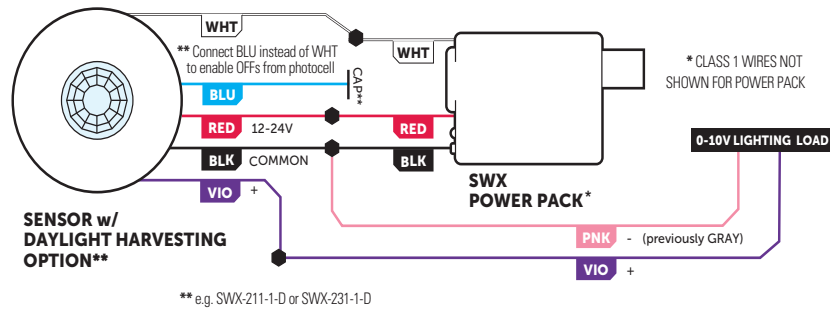 WHT
** Connect BLU instead of WHT
to enable OFFs from photocell
WHT
* CLASS 1 WIRES NOT
SHOWN FOR POWER PACK
CAP**
BLU
RED 12-24V
RED
BLK COMMON
BLK
0-10V LIGHTING LOAD
VIO +
SWX
POWER PACK*
SENSOR w/
DAYLIGHT HARVESTING
OPTION**
PNK - (previously GRAY)
VIO +
** e.g. SWX-211-1-D or SWX-231-1-D